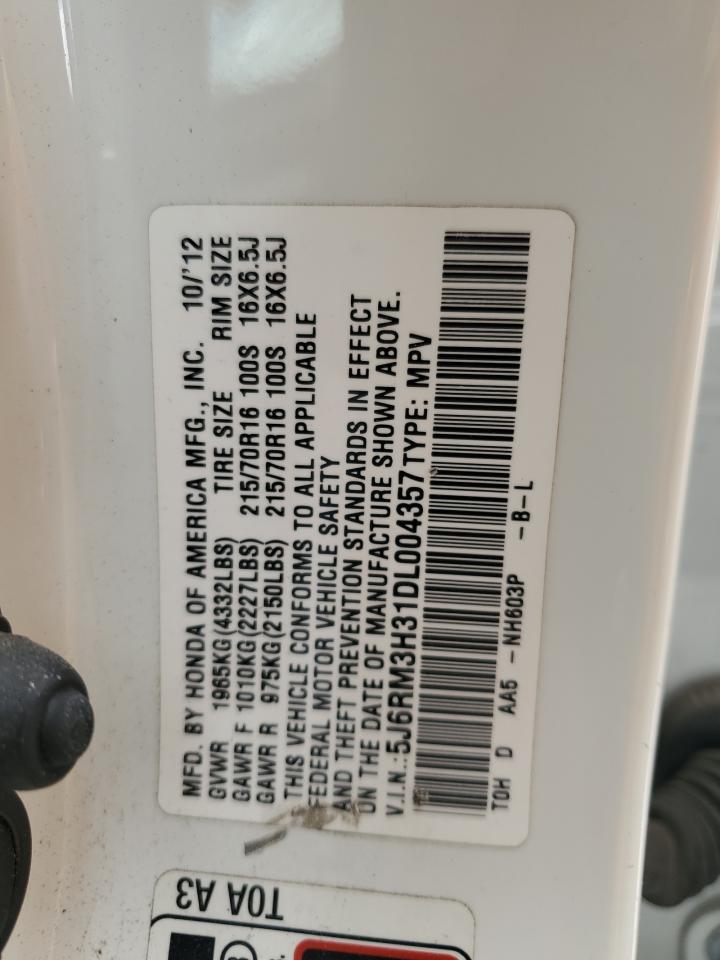 MFD. BY HONDA OF AMERICA MFG., INC. 10/'12
GVWR 1965KG(4332LBS) TIRE SIZE RIM SIZE
GAWR F 1010KG(2227LBS) 215/70R16 100S 16X6.5J
GAWR R 975KG(2150LBS) 215/70R16 100S 16X6.5J
THIS VEHICLE CONFORMS TO ALL APPLICABLE
FEDERAL MOTOR VEHICLE SAFETY
AND THEFT PREVENTION STANDARDS IN EFFECT
ON THE DATE OF MANUFACTURE SHOWN ABOVE.
V.I.N.:5J6RM3H31DL004357 TYPE: MPV
TOH D AA5 -NH603P -B-L
T0A A3